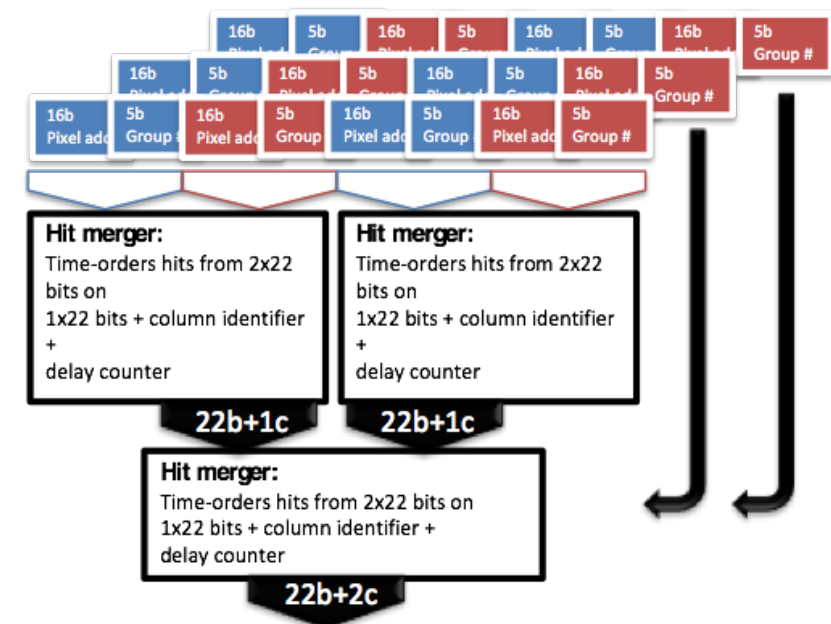 16b 5b 16b 5b 16b 5b 16b 5b
Group #
16b 5b 16b 5b 16b 5b 16b 5b
Group #
16b 5b 16b 5b 16b 5b 16b 5b
Pixel add Group # Pixel add Group Pixel add Group Pixel add Group #
Hit merger:
Time-orders hits from 2x22
bits on
1x22 bits + column identifier
+
delay counter
Hit merger:
Time-orders hits from 2x22
bits on
1x22 bits + column identifier
+
delay counter
22b+1c
22b+1c
Hit merger:
Time-orders hits from 2x22 bits on
1x22 bits + column identifier +
delay counter
22b+2c